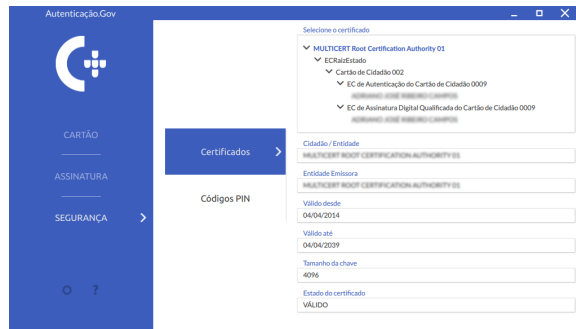 Autenticação.Gov
CARTÃO
ASSINATURA
SEGURANÇA
?
Certificados
Códigos PIN
Selecione o certificado
MULTICERT Root Certification Authority 01
ECRaizEstado
Cartão de Cidadão 002
EC de Autenticação do Cartão de Cidadão 0009
EC de Assinatura Digital Qualificada do Cartão de Cidadão 0009
Cidadão / Entidade
MULTICERT ROOT CERTIFICATION AUTHORITY 01
Entidade Emissora
MULTICERT ROOT CERTIFICATION AUTHORITY 01
Válido desde
04/04/2014
Válido até
04/04/2039
Tamanho da chave
4096
Estado do certificado
VÁLIDO